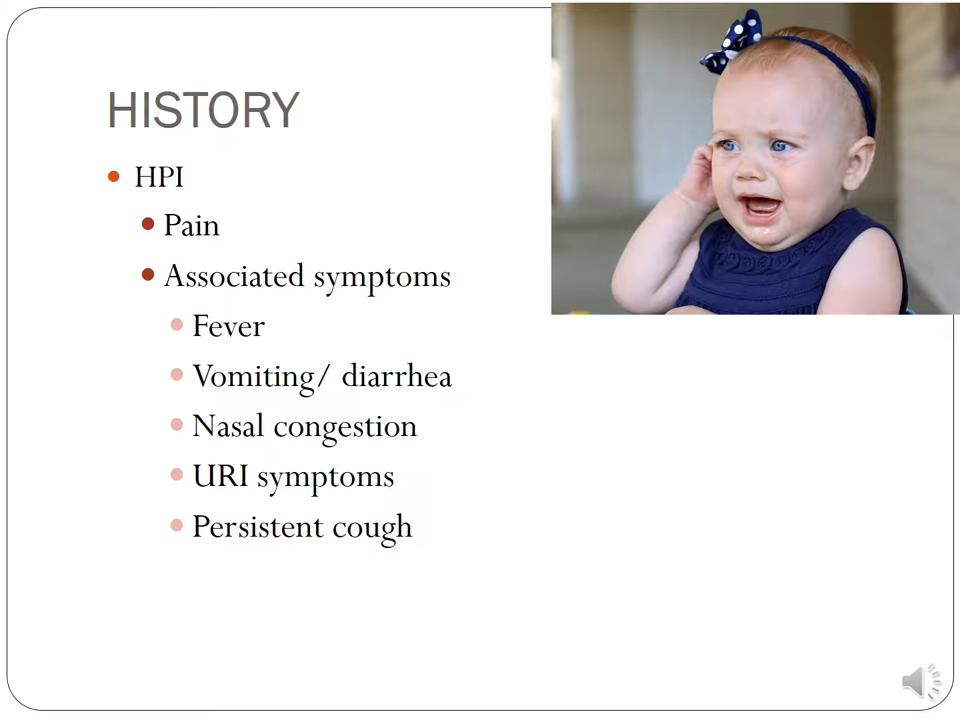 HISTORY
HPI
Pain
Associated symptoms
Fever
Vomiting/ diarrhea
Nasal congestion
URI symptoms
Persistent cough